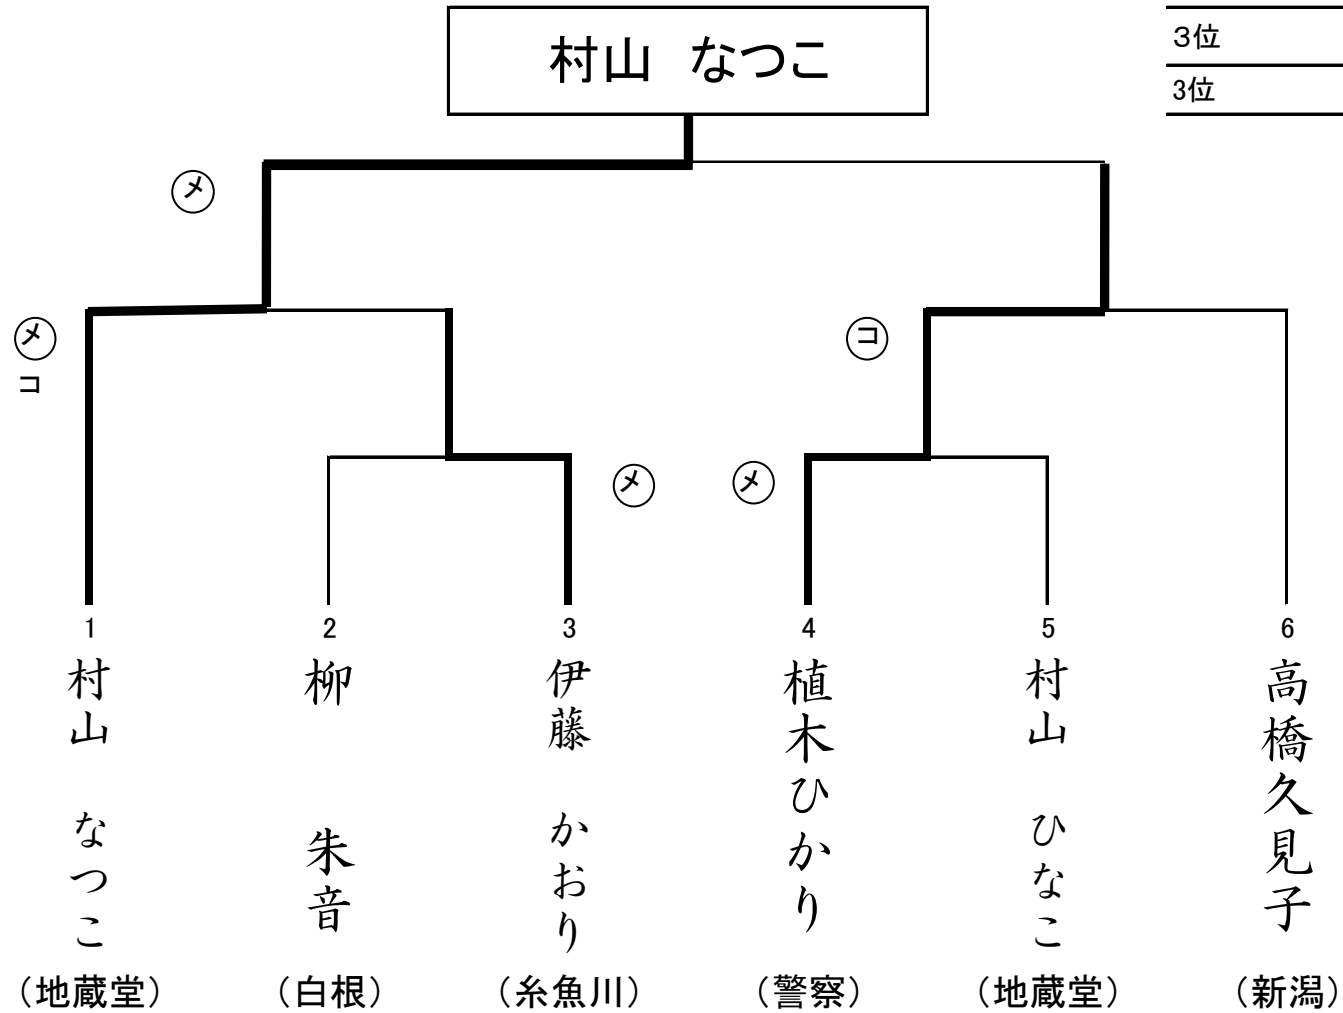 村山　なつこ
３位
3位
メ
メ
コ
コ
メ
メ
1
2
3
4
5
6
村山　なつこ
柳　朱音
伊藤　かおり
植木ひかり
村山　ひなこ
高橋久見子
（地蔵堂）
（白根）
（糸魚川）
（警察）
（地蔵堂）
（新潟）